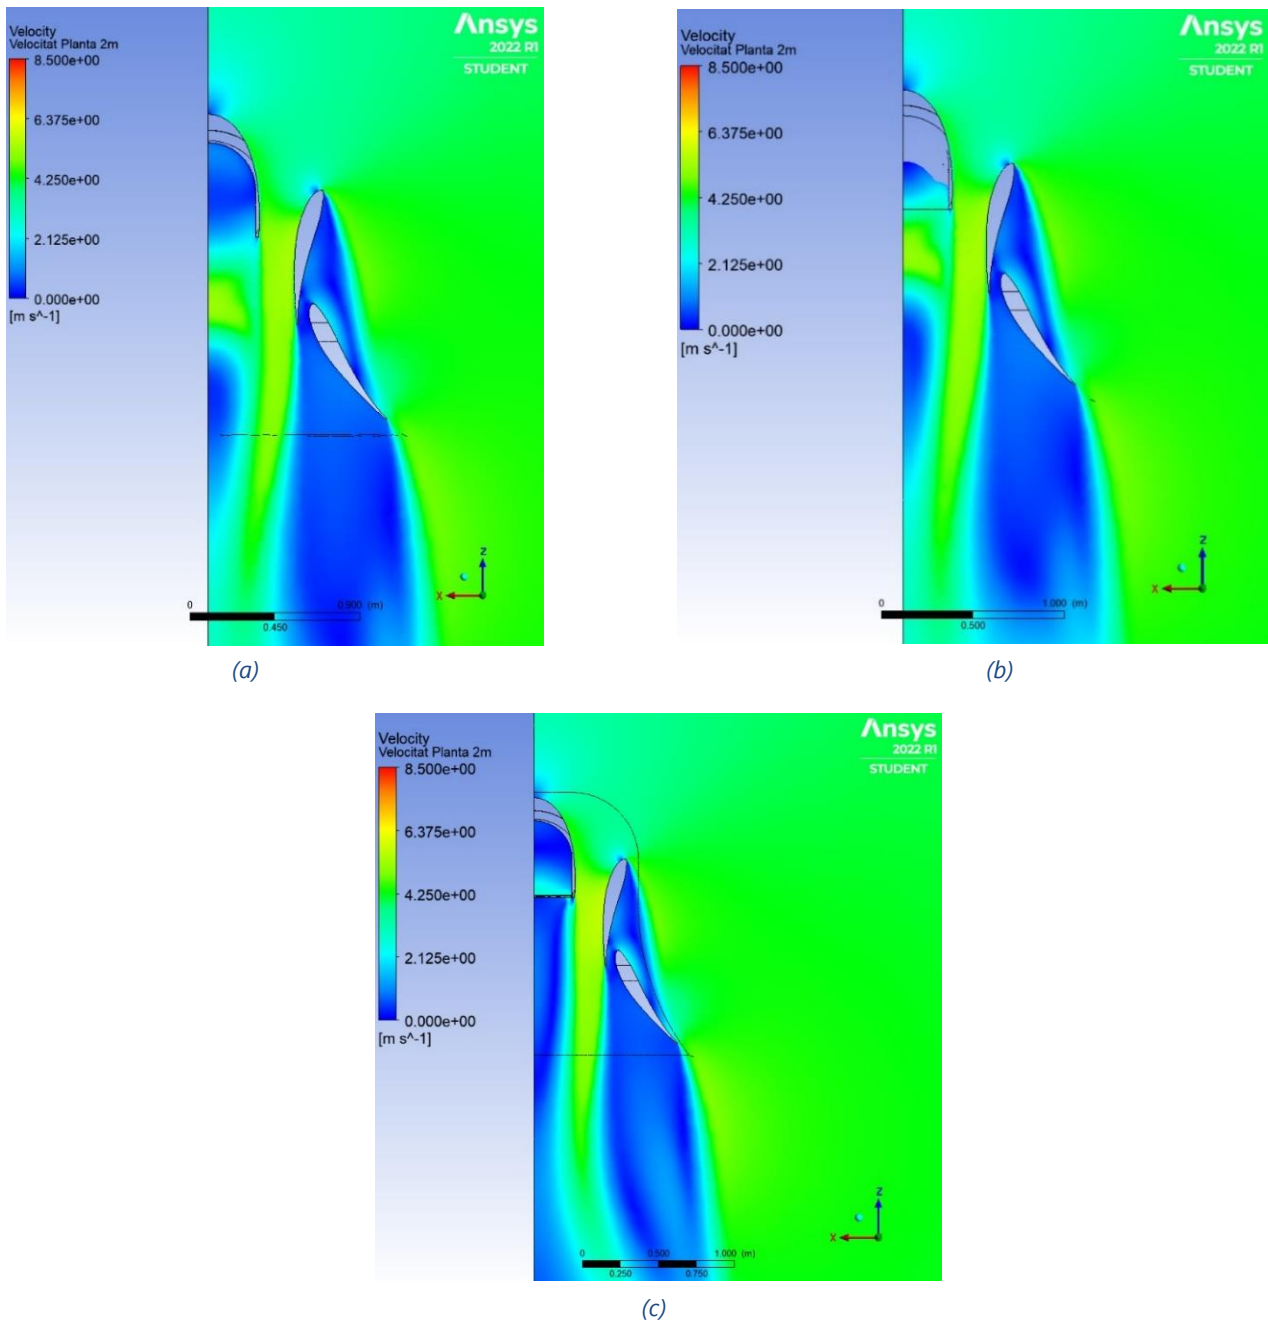 Velocity
Velocitat Planta 2m
8.500e+00
6.375e+00
4.250e+00
2.125e+00
0.000e+00
[m s^-1]
Ansys
2022 R1
STUDENT
Z
X
0
0.900 (m)
0.450
(a)
Velocity
Velocitat Planta 2m
8.500e+00
6.375e+00
4.250e+00
2.125e+00
0.000e+00
[m s^-1]
Ansys
2022 R1
STUDENT
Z
X
0
1.000 (m)
0.500
(b)
Velocity
Velocitat Planta 2m
8.500e+00
6.375e+00
4.250e+00
2.125e+00
0.000e+00
[m s^-1]
Ansys
2022 R1
STUDENT
Z
X
0
0.500
1.000 (m)
0.250
0.750
(c)